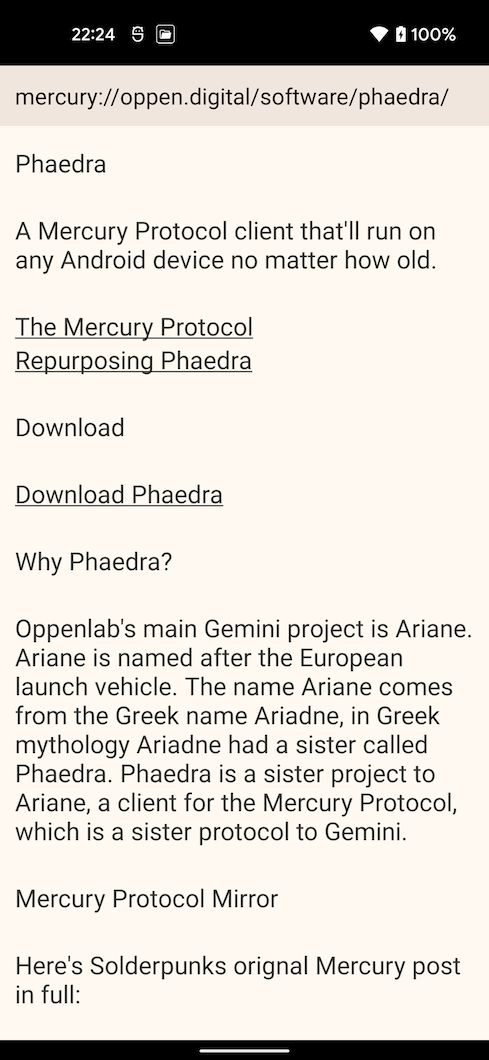 22:24
100%
mercury://oppen.digital/software/phaedra/
Phaedra
A Mercury Protocol client that'll run on
any Android device no matter how old.
The Mercury Protocol
Repurposing Phaedra
Download
Download Phaedra
Why Phaedra?
Oppenlab's main Gemini project is Ariane.
Ariane is named after the European
launch vehicle. The name Ariane comes
from the Greek name Ariadne, in Greek
mythology Ariadne had a sister called
Phaedra. Phaedra is a sister project to
Ariane, a client for the Mercury Protocol,
which is a sister protocol to Gemini.
Mercury Protocol Mirror
Here's Solderpunks orignal Mercury post
in full: